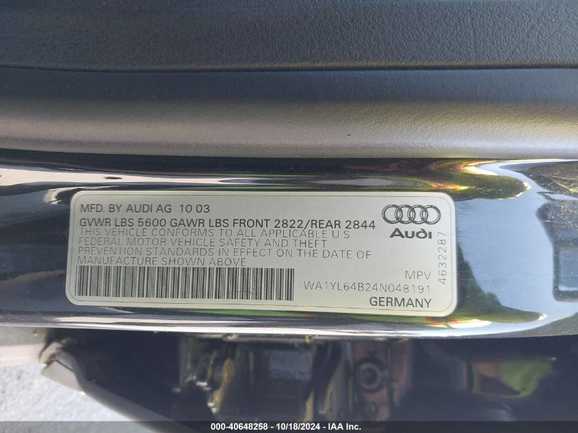 MFD. BY AUDI AG 10 03
GVWR LBS 5600 GAWR LBS FRONT 2822/REAR 2844
THIS VEHICLE CONFORMS TO ALL APPLICABLE U S
FEDERAL MOTOR VEHICLE SAFETY AND THEFT
PREVENTION STANDARDS IN EFFECT ON THE DATE OF
MANUFACTURE SHOWN ABOVE
Audi
4632287
MPV
WA1YL64B24N048191
GERMANY
©00-40648258 - 10/18/2024 - IAA Inc.